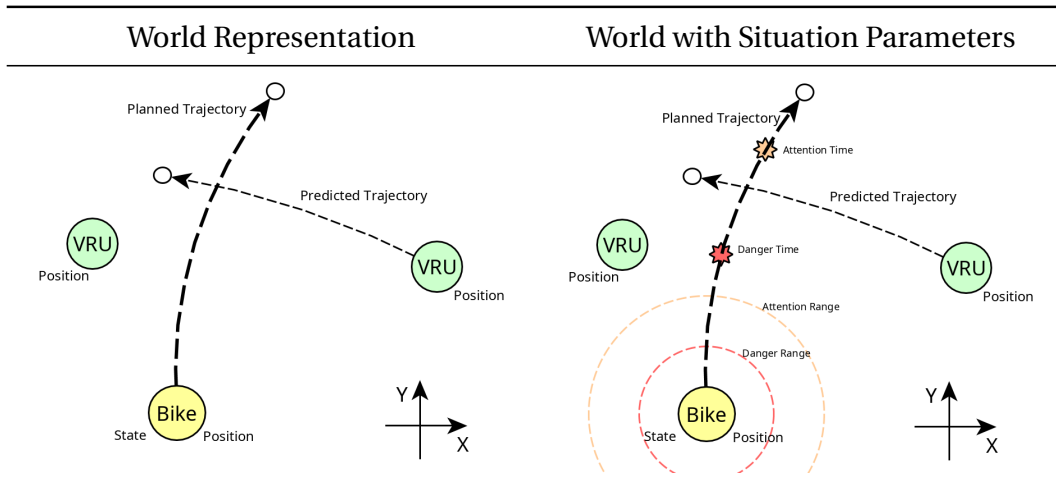 World Representation
World with Situation Parameters
Planned Trajectory
Predicted Trajectory
VRU
Position
VRU
Position
Bike
State
Position
Y
X
Planned Trajectory
Attention Time
Predicted Trajectory
VRU
Position
Danger Time
VRU
Position
Attention Range
Danger Range
Bike
State
Position
Y
X